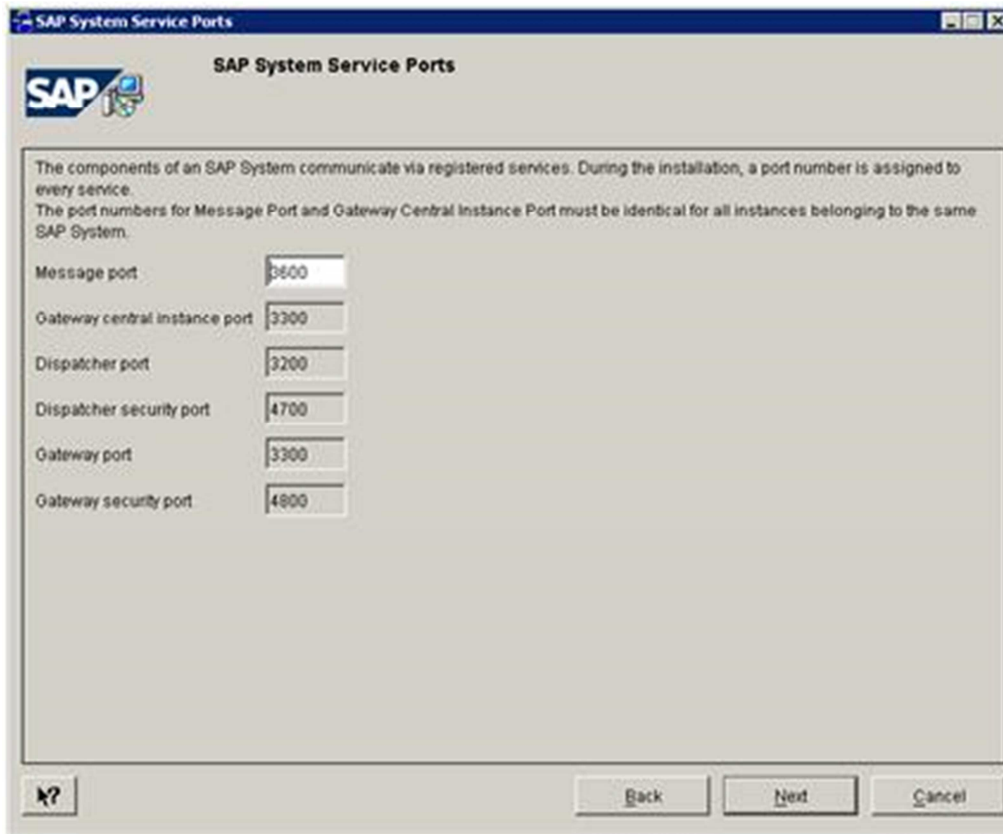 SAP System Service Ports
SAP System Service Ports
SAP
The components of an SAP System communicate via registered services. During the installation, a port number is assigned to
every service.
The port numbers for Message Port and Gateway Central Instance Port must be identical for all instances belonging to the same
SAP System.
Message port 3600
Gateway central instance port 3300
Dispatcher port 3200
Dispatcher security port 4700
Gateway port 3300
Gateway security port 4800
? Back Next Cancel